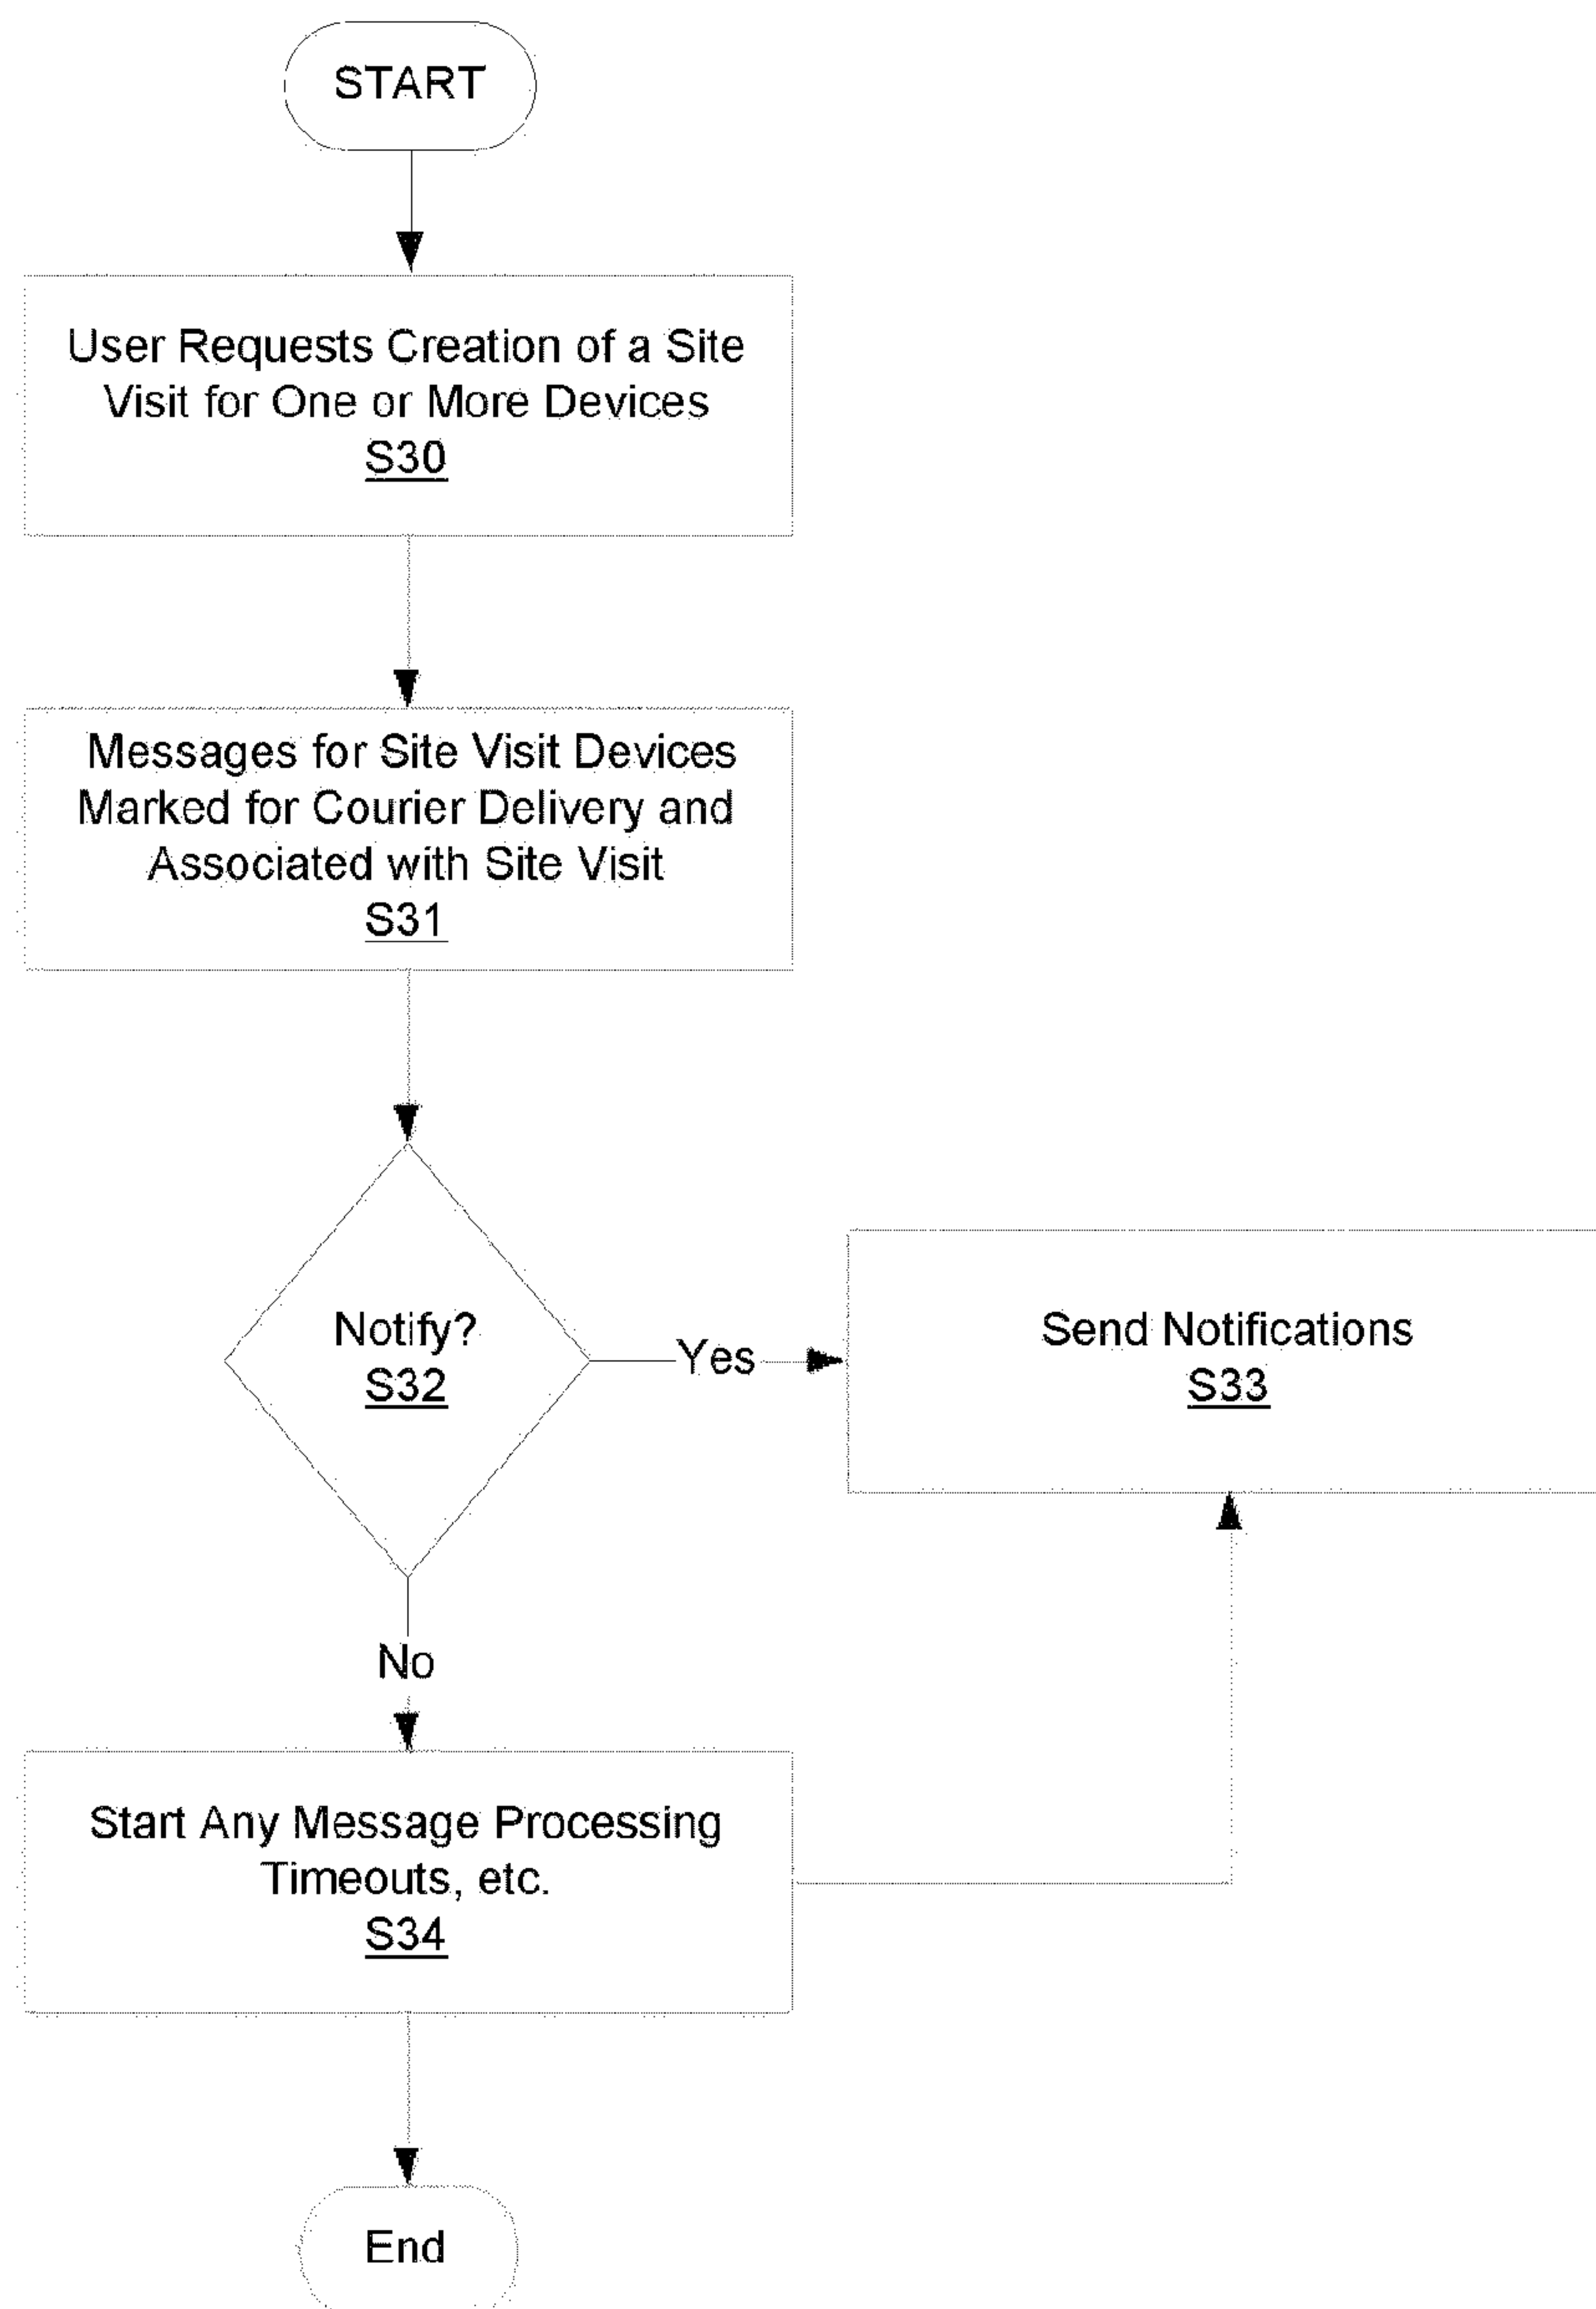 START
User Requests Creation of a Site
Visit for One or More Devices
S30
Messages for Site Visit Devices
Marked for Courier Delivery and
Associated with Site Visit
S31
Notify?
S32
Yes
Send Notifications
S33
No
Start Any Message Processing
Timeouts, etc.
S34
End